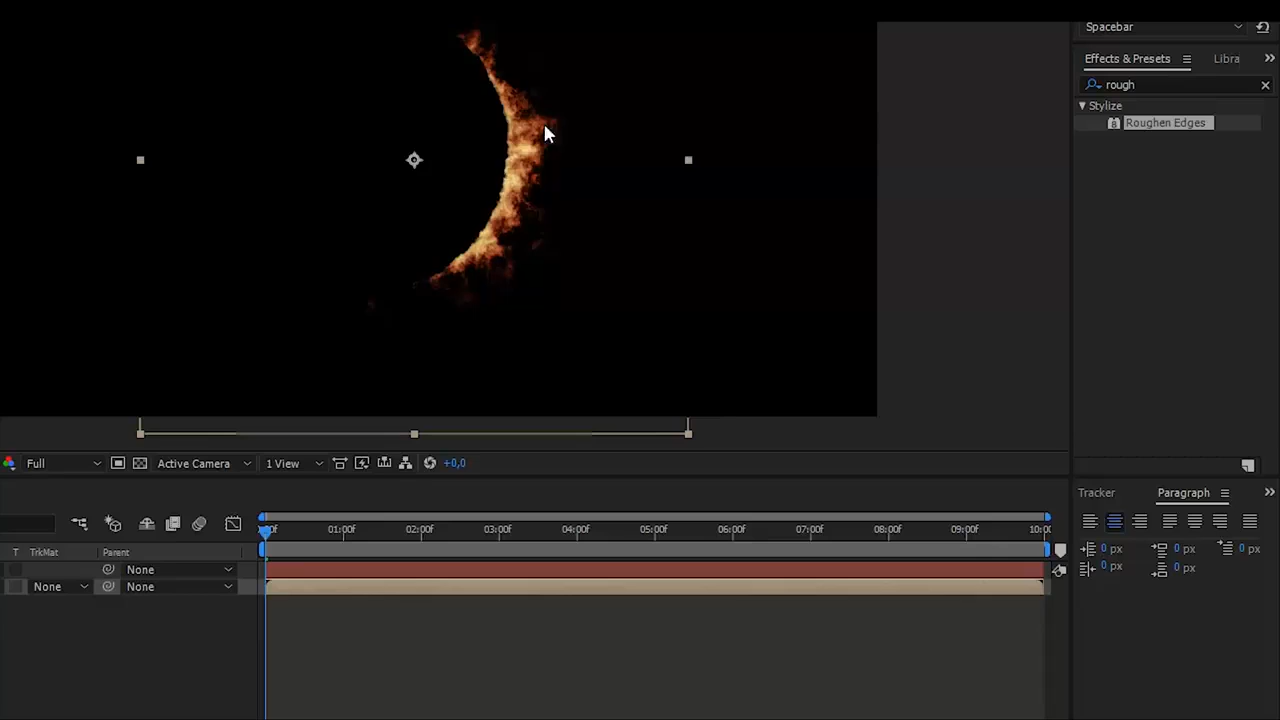 Spacebar
Effects & Presets
Libra
rough
Stylize
Roughen Edges
Full
Active Camera
1 View
+0,0
Tracker
Paragraph
0 px
0 px
0 px
0 px
0 px
01:00f
02:00f
03:00f
04:00f
05:00f
06:00f
07:00f
08:00f
09:00f
T
TrkMat
Parent
None
None
None